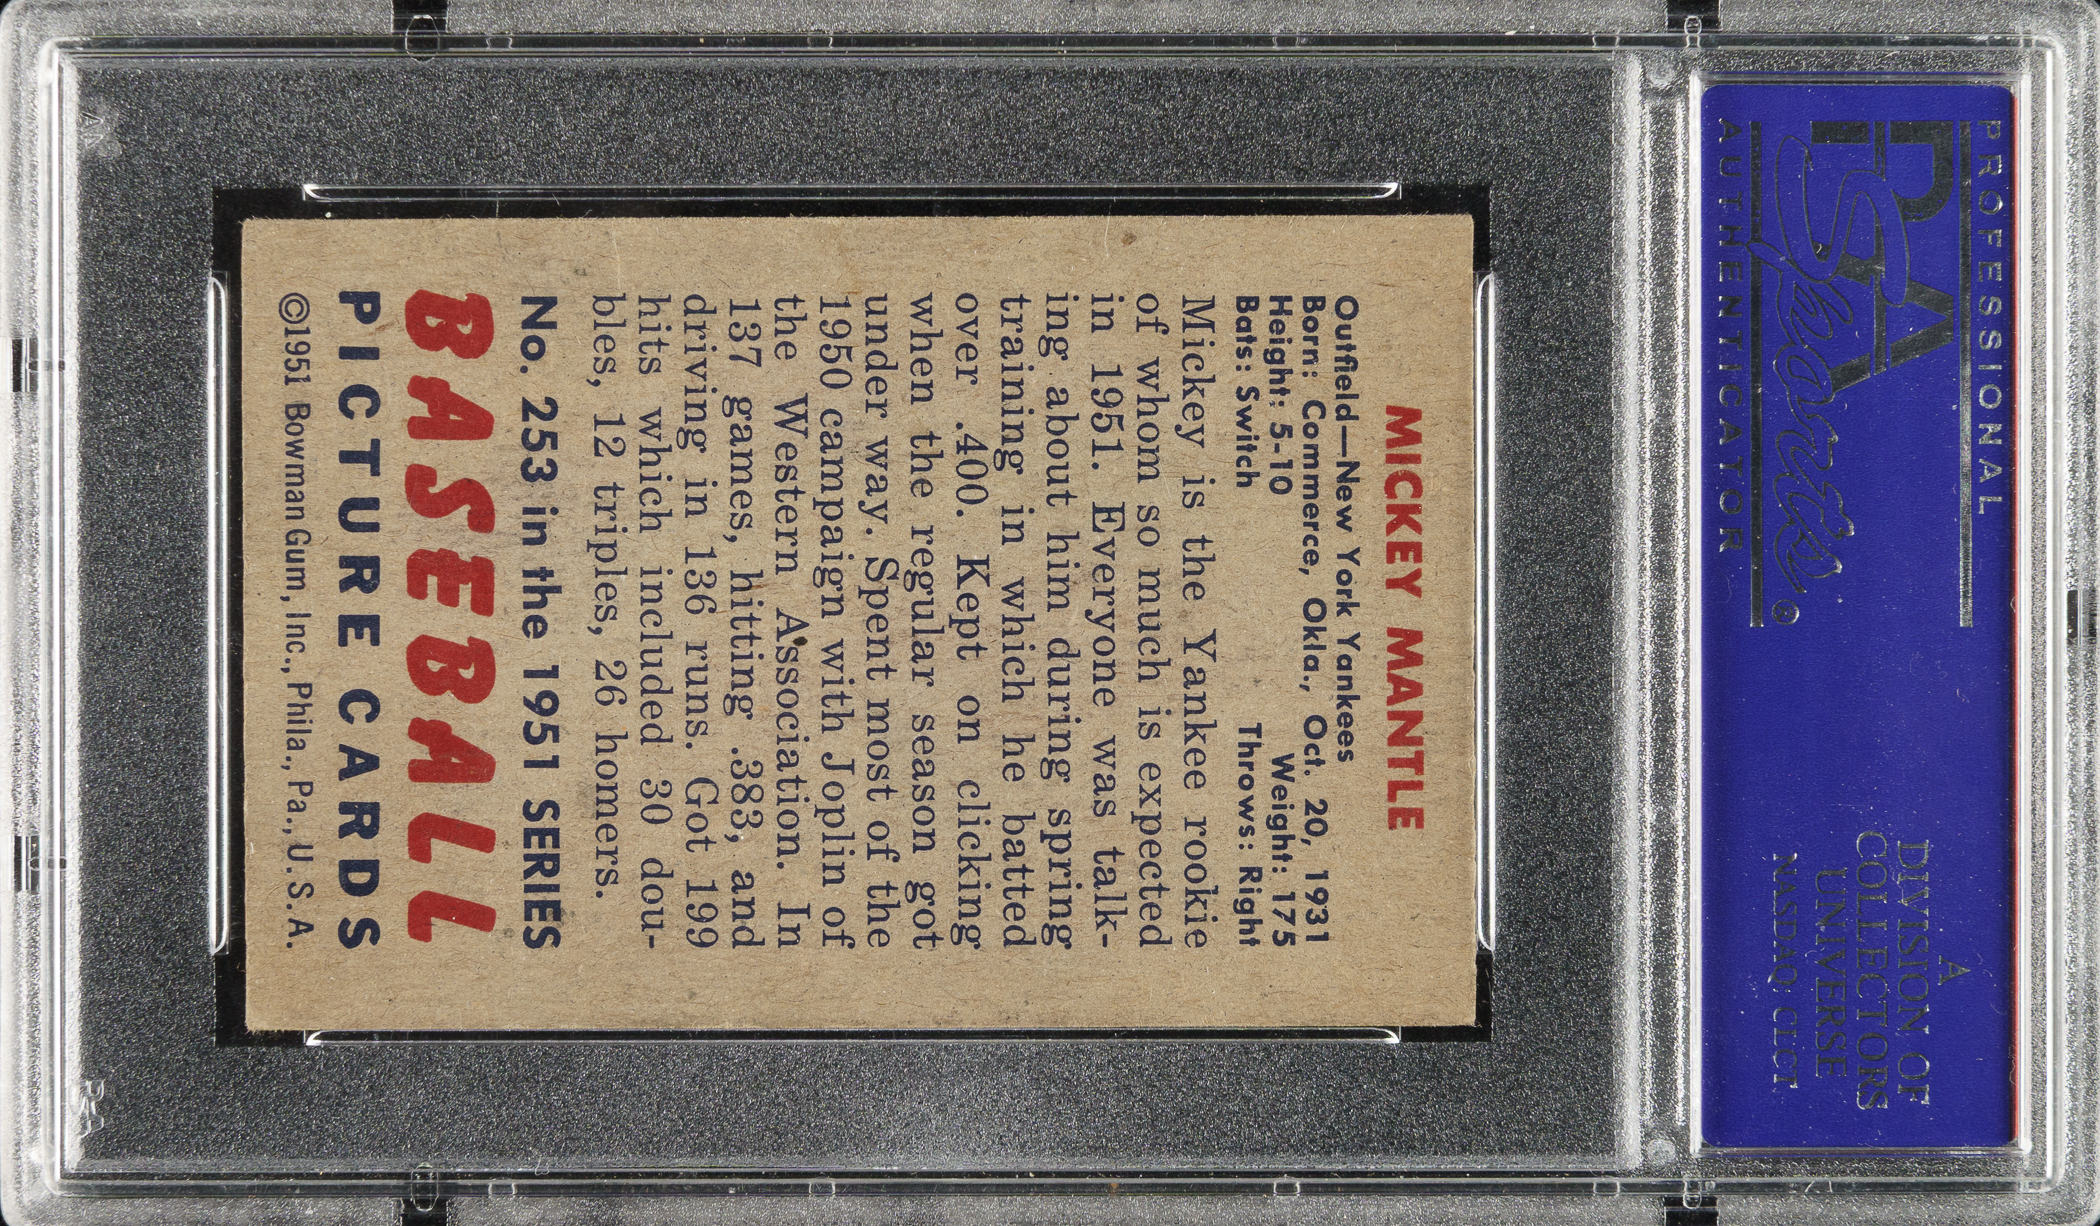 PROFESSIONAL
PSA
Sports®
AUTHENTICATOR
A
DIVISION OF
COLLECTORS
UNIVERSE
NASDAQ: CLCT
MICKEY MANTLE
Outfield—New York Yankees
Born: Commerce, Okla., Oct. 20, 1931
Height: 5-10 Weight: 175
Bats: Switch Throws: Right
Mickey is the Yankee rookie
of whom so much is expected
in 1951. Everyone was talk-
ing about him during spring
training in which he batted
over .400. Kept on clicking
when the regular season got
under way. Spent most of the
1950 campaign with Joplin of
the Western Association. In
137 games, hitting .383, and
driving in 136 runs. Got 199
hits which included 30 dou-
bles, 12 triples, 26 homers.
No. 253 in the 1951 SERIES
BASEBALL
PICTURE CARDS
©1951 Bowman Gum, Inc., Phila., Pa., U.S.A.
PSA